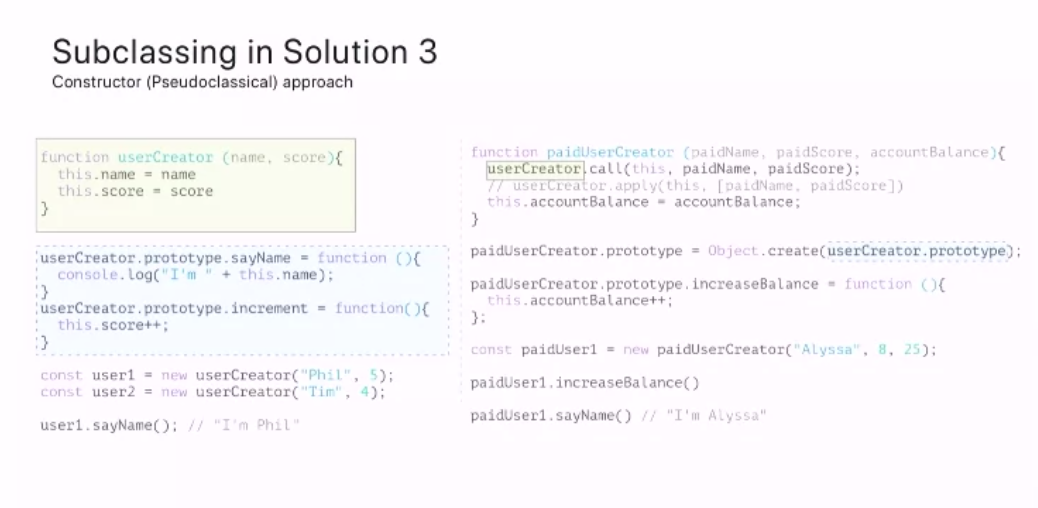 Subclassing in Solution 3
Constructor (Pseudoclassical) approach
function userCreator (name, score){
  this.name = name
  this.score = score
}
userCreator.prototype.sayName = function (){
  console.log("I'm " + this.name);
}
userCreator.prototype.increment = function(){
  this.score++;
}
const user1 = new userCreator("Phil", 5);
const user2 = new userCreator("Tim", 4);
user1.sayName(); // "I'm Phil"
function paidUserCreator (paidName, paidScore, accountBalance){
  userCreator.call(this, paidName, paidScore);
  // userCreator.apply(this, [paidName, paidScore])
  this.accountBalance = accountBalance;
}
paidUserCreator.prototype = Object.create(userCreator.prototype);
paidUserCreator.prototype.increaseBalance = function (){
  this.accountBalance++;
};
const paidUser1 = new paidUserCreator("Alyssa", 8, 25);
paidUser1.increaseBalance()
paidUser1.sayName() // "I'm Alyssa"